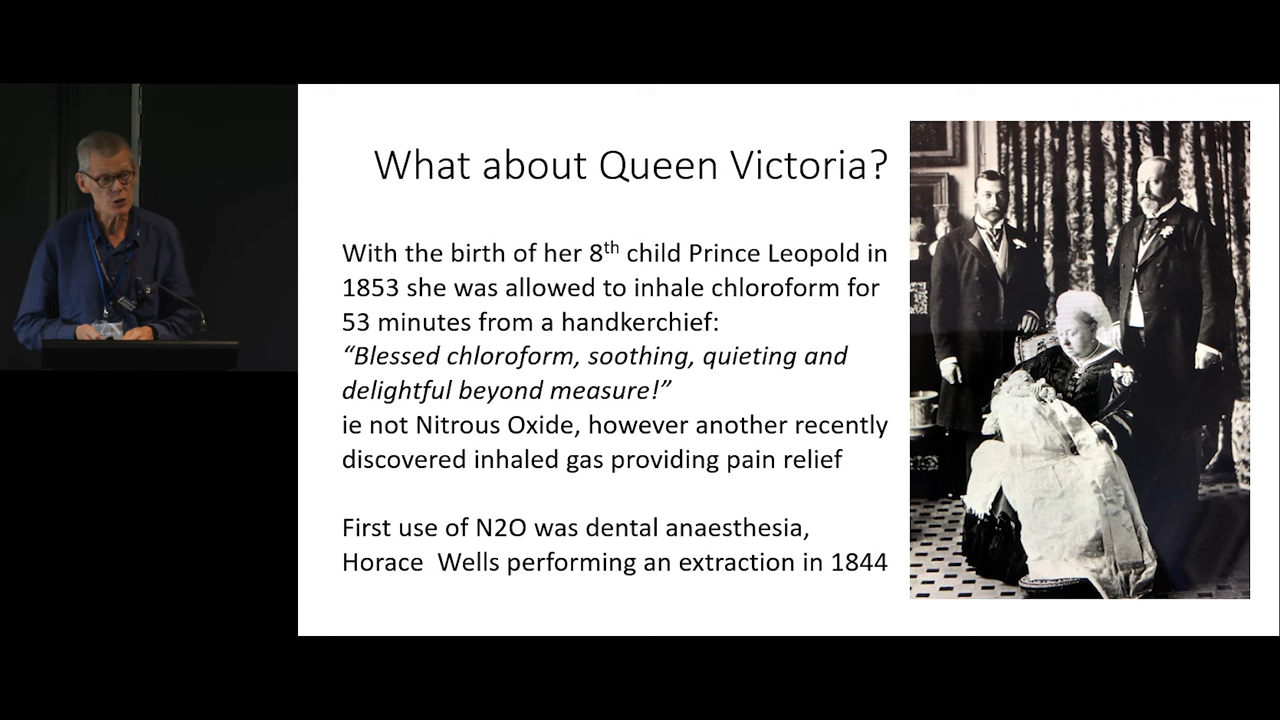 What about Queen Victoria?
With the birth of her 8th child Prince Leopold in
1853 she was allowed to inhale chloroform for
53 minutes from a handkerchief:
“Blessed chloroform, soothing, quieting and
delightful beyond measure!”
ie not Nitrous Oxide, however another recently
discovered inhaled gas providing pain relief
First use of N2O was dental anaesthesia,
Horace  Wells performing an extraction in 1844